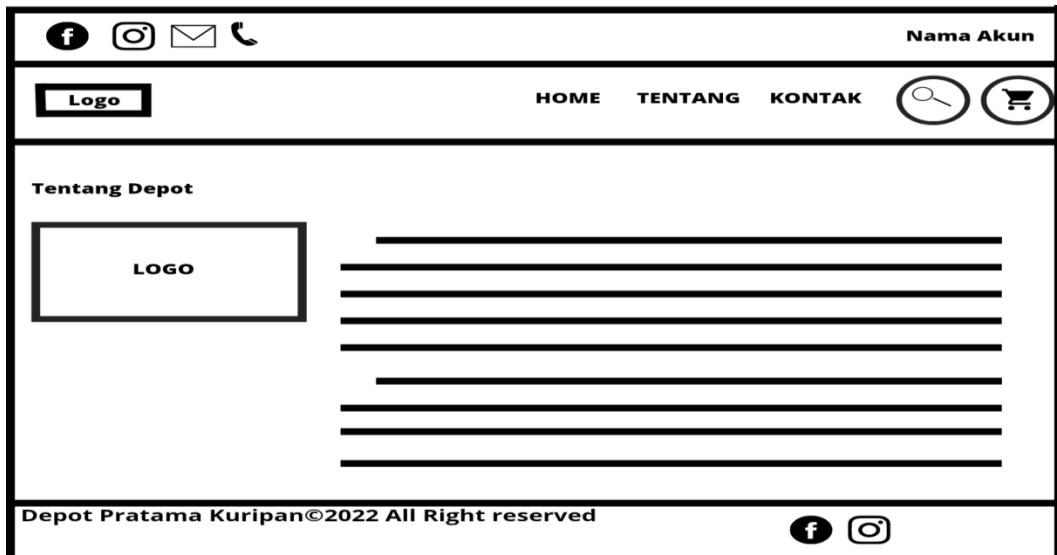 Nama Akun
Logo
HOME TENTANG KONTAK
Tentang Depot
LOGO
Depot Pratama Kuripan©2022 All Right reserved